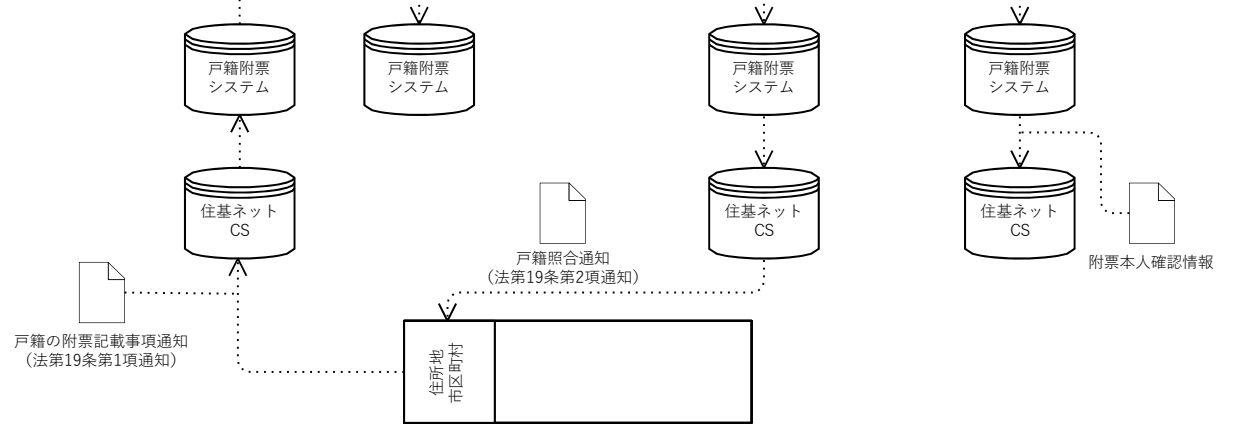 戸籍附票
システム
戸籍附票
システム
戸籍附票
システム
戸籍附票
システム
住基ネット
CS
住基ネット
CS
住基ネット
CS
戸籍照合通知
（法第19条第2項通知）
附票本人確認情報
戸籍の附票記載事項通知
（法第19条第1項通知）
住所地
市区町村